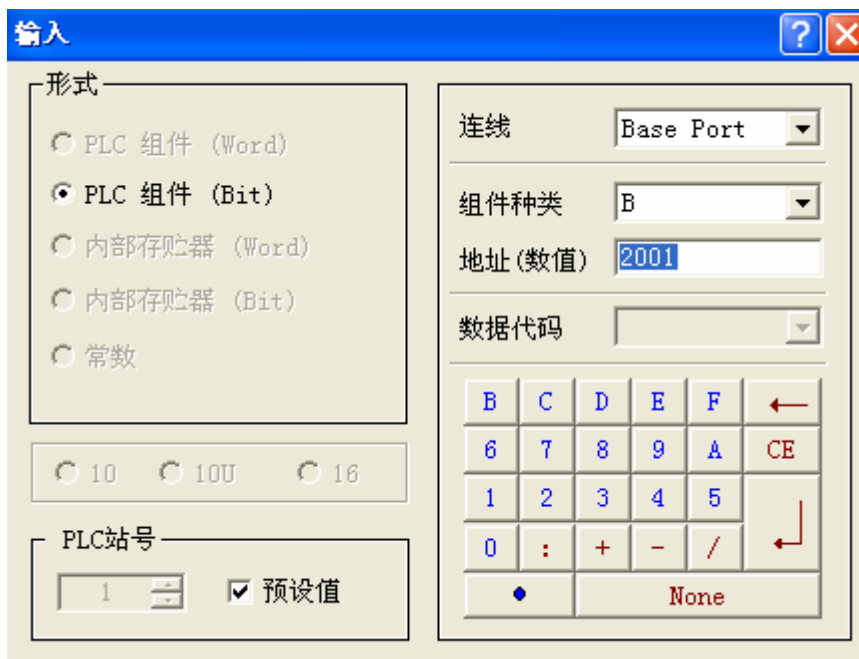 输入
形式
PLC 组件 (Word)
PLC 组件 (Bit)
内部存贮器 (Word)
内部存贮器 (Bit)
常数
10 10U 16
PLC站号
1 预设值
连线 Base Port
组件种类 B
地址(数值) 2001
数据代码
B C D E F ←
6 7 8 9 A CE
1 2 3 4 5
0 : + - /
None